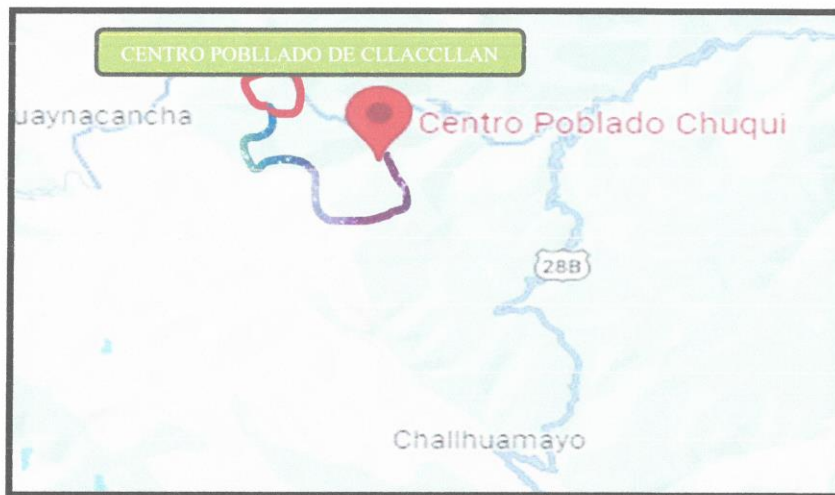 CENTRO POBLLADO DE CLLACCLLAN
uaynacancha
Centro Poblado Chuqui
28B
Challhuamayo